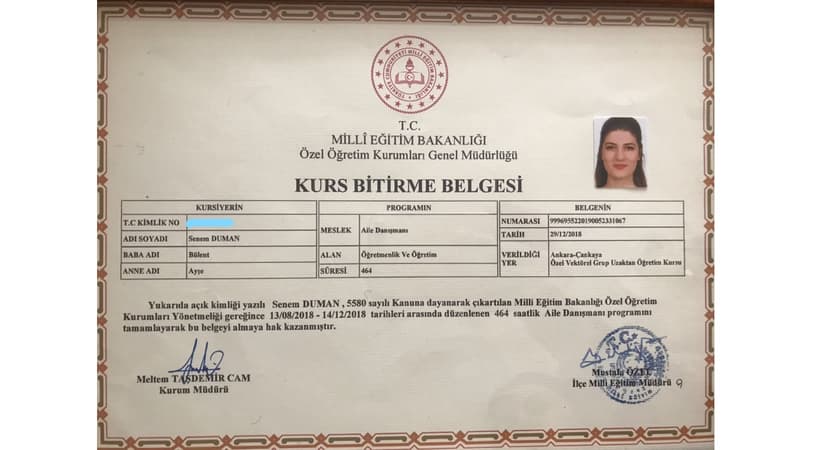 T.C.
MİLLÎ EĞİTİM BAKANLIĞI
Özel Öğretim Kurumları Genel Müdürlüğü
KURS BİTİRME BELGESİ
KURSİYERİN
T.C KİMLİK NO
ADI SOYADI Senem DUMAN
BABA ADI Bülent
ANNE ADI Ayşe
PROGRAMIN
MESLEK Aile Danışmanı
ALAN Öğretmenlik Ve Öğretim
SÜRESİ 464
BELGENİN
NUMARASI 9996955220190052331067
TARİH 29/12/2018
VERİLDİĞİ YER Ankara-Çankaya
Özel Vektörel Grup Uzaktan Öğretim Kursu
Yukarıda açık kimliği yazılı Senem DUMAN , 5580 sayılı Kanuna dayanarak çıkartılan Milli Eğitim Bakanlığı Özel Öğretim
Kurumları Yönetmeliği gereğince 13/08/2018 - 14/12/2018 tarihleri arasında düzenlenen 464 saatlik Aile Danışmanı programını
tamamlayarak bu belgeyi almaya hak kazanmıştır.
Meltem TAŞDEMİR CAM
Kurum Müdürü
Mustafa ÖZEL
İlçe Milli Eğitim Müdürü